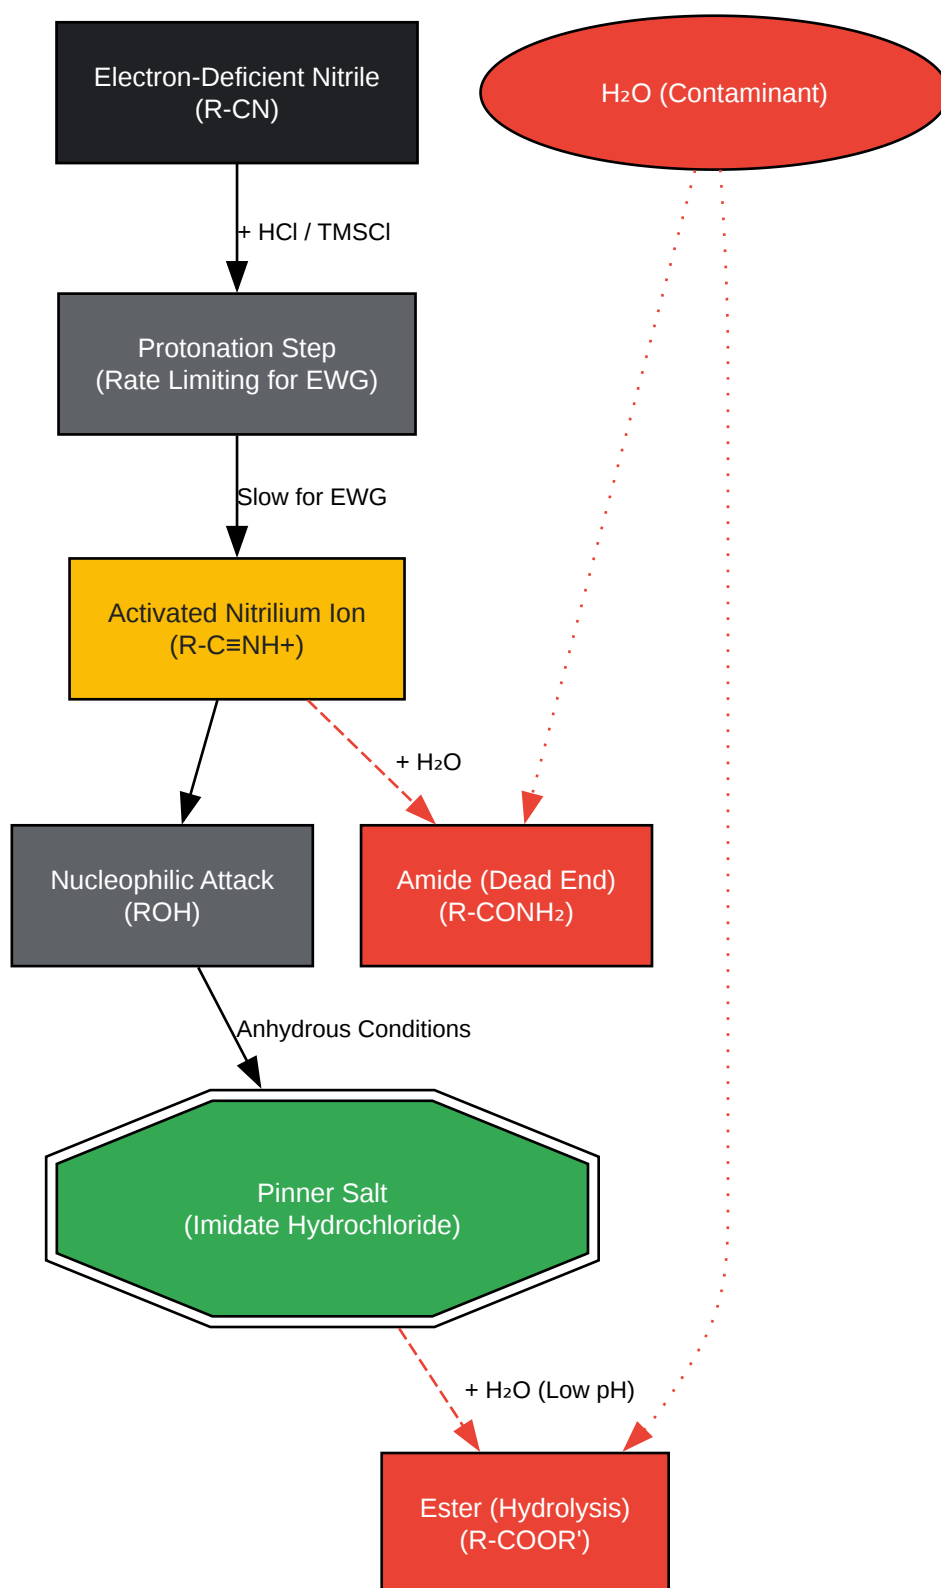 Electron-Deficient Nitrile
(R-CN)
H₂O (Contaminant)
+ HCl / TMSCl
Protonation Step
(Rate Limiting for EWG)
Slow for EWG
Activated Nitrilium Ion
(R-C≡NH+)
+ H₂O
Nucleophilic Attack
(ROH)
Amide (Dead End)
(R-CONH₂)
Anhydrous Conditions
Pinner Salt
(Imidate Hydrochloride)
+ H₂O (Low pH)
Ester (Hydrolysis)
(R-COOR')